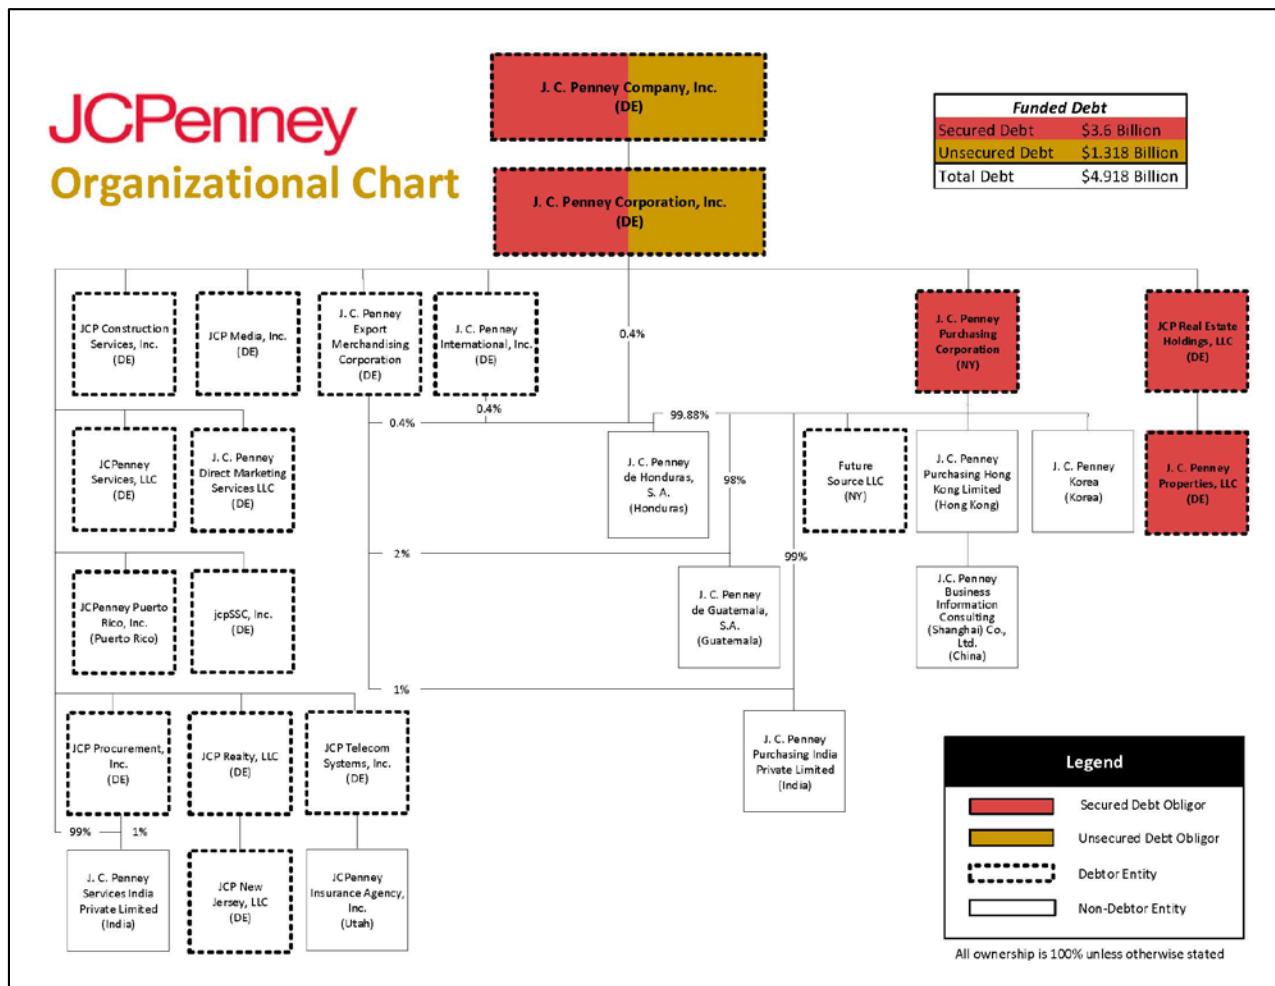 JCPenney
Organizational Chart
J. C. Penney Company, Inc.
(DE)
J. C. Penney Corporation, Inc.
(DE)
Funded Debt
Secured Debt $3.6 Billion
Unsecured Debt $1.318 Billion
Total Debt $4.918 Billion
JCP Construction
Services, Inc.
(DE)
JCP Media, Inc.
(DE)
J. C. Penney
Export
Merchandising
Corporation
(DE)
J. C. Penney
International, Inc.
(DE)
0.4%
J. C. Penney
Purchasing
Corporation
(NY)
JCP Real Estate
Holdings, LLC
(DE)
0.4%
0.4%
99.88%
JCPenney
Services, LLC
(DE)
J. C. Penney
Direct Marketing
Services LLC
(DE)
J. C. Penney
de Honduras,
S. A.
(Honduras)
98%
99%
Future
Source LLC
(NY)
J. C. Penney
Purchasing Hong
Kong Limited
(Hong Kong)
J. C. Penney
Korea
(Korea)
J. C. Penney
Properties, LLC
(DE)
2%
JCPenney Puerto
Rico, Inc.
(Puerto Rico)
jcpSSC, Inc.
(DE)
J. C. Penney
de Guatemala,
S.A.
(Guatemala)
J.C. Penney
Business
Information
Consulting
(Shanghai) Co.,
Ltd.
(China)
1%
JCP Procurement,
Inc.
(DE)
JCP Realty, LLC
(DE)
JCP Telecom
Systems, Inc.
(DE)
J. C. Penney
Purchasing India
Private Limited
(India)
99% 1%
J. C. Penney
Services India
Private Limited
(India)
JCP New
Jersey, LLC
(DE)
JCPenney
Insurance Agency,
Inc.
(Utah)
Legend
Secured Debt Obligor
Unsecured Debt Obligor
Debtor Entity
Non-Debtor Entity
All ownership is 100% unless otherwise stated